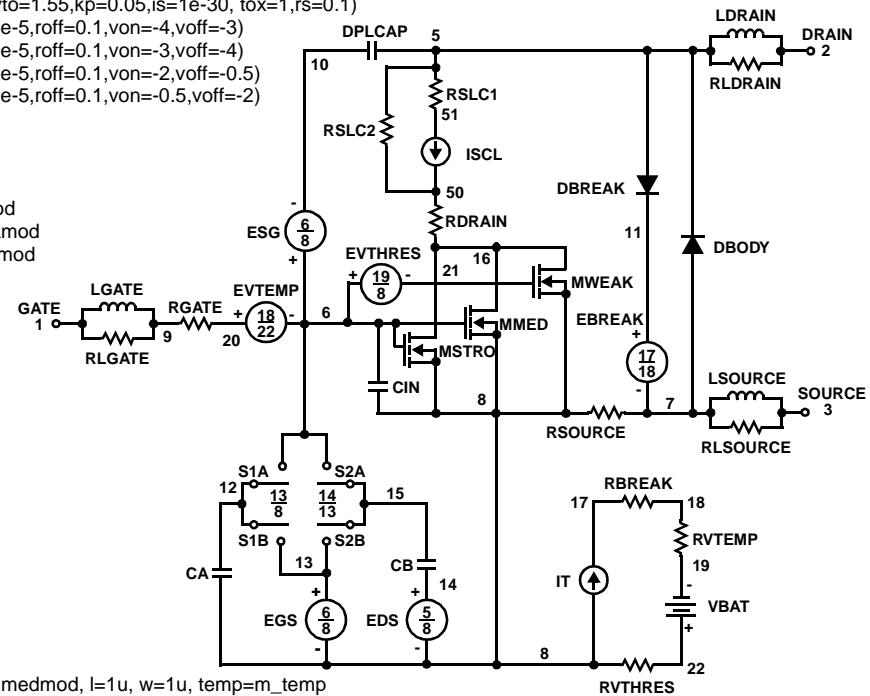 vto=1.55,kp=0.05,is=1e-30, tox=1,rs=0.1)
e-5,roff=0.1,von=-4,voff=-3)
e-5,roff=0.1,von=-3,voff=-4)
e-5,roff=0.1,von=-2,voff=-0.5)
e-5,roff=0.1,von=-0.5,voff=-2)
LDRAIN
DPLCAP
5
DRAIN
2
10
RLDRAIN
RSLC1
51
RSLC2
ISCL
50
RDRAIN
DBREAK
11
DBODY
od
kmod
mod
-
ESG
6
8
+
EVTHRES
+
19
8
-
21
16
MWEAK
LGATE
GATE
1
RLGATE
9
RGATE
20
EVTEMP
+
18
22
-
6
MMED
MSTRO
EBREAK
+
17
18
-
CIN
8
RSOURCE
7
LSOURCE
SOURCE
3
RLSOURCE
S1A
S2A
12
13
8
14
13
15
S1B
S2B
13
CA
CB
14
+
EGS
6
8
-
+
EDS
5
8
-
RBREAK
17
18
RVTEMP
19
IT
-
VBAT
+
8
22
RVTHRES
medmod, l=1u, w=1u, temp=m_temp